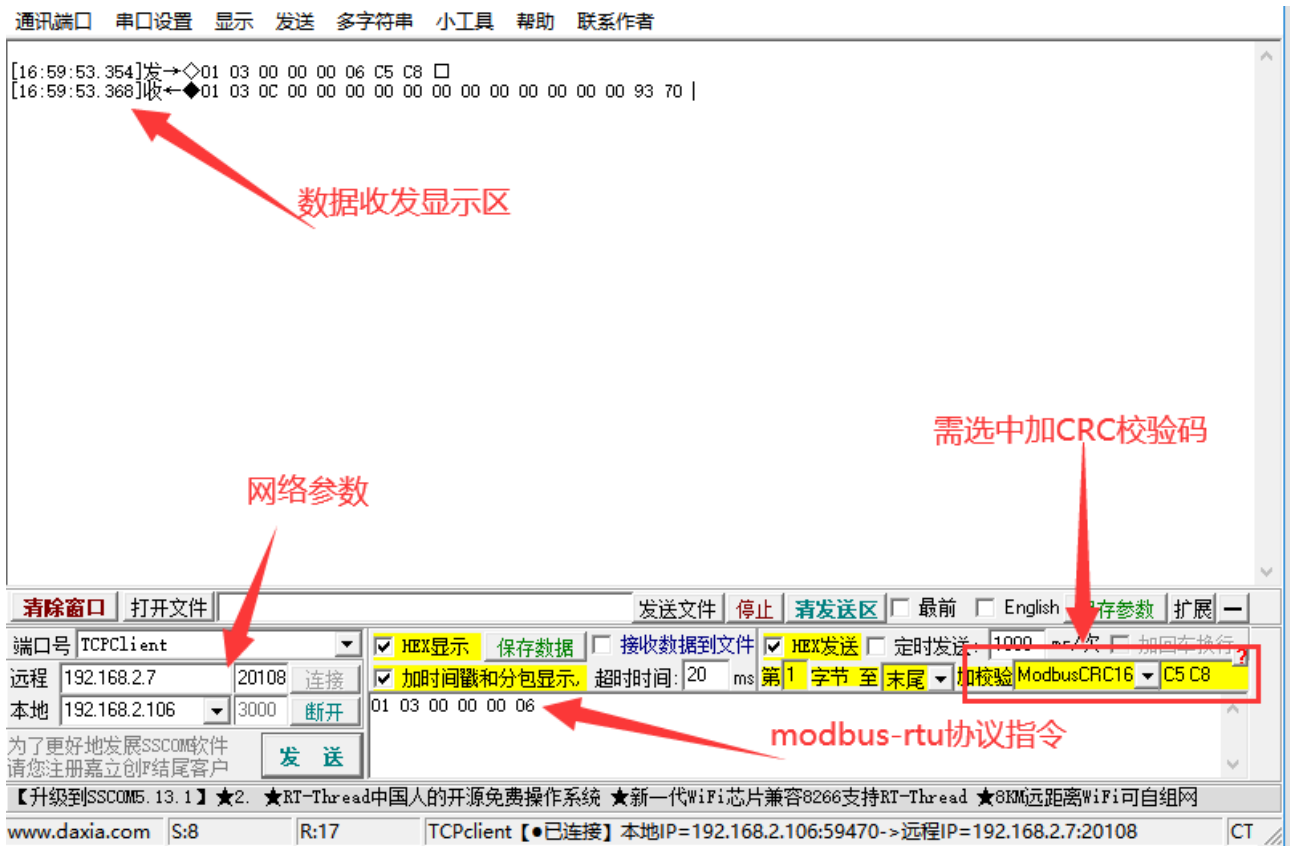 通讯端口 串口设置 显示 发送 多字符串 小工具 帮助 联系作者
[16:59:53.354]发→◇01 03 00 00 00 06 C5 C8 □
[16:59:53.368]收←◆01 03 0C 00 00 00 00 00 00 00 00 00 00 00 00 93 70
数据收发显示区
需选中加CRC校验码
网络参数
清除窗口 打开文件 发送文件 停止 清发送区 最前 English 保存参数 扩展 —
端口号 TCPClient HEX显示 保存数据 接收数据到文件 HEX发送 定时发送: 1000 ms/次 加回车换行
远程 192.168.2.7 20108 连接 加时间戳和分包显示, 超时时间: 20 ms 第 1 字节 至 末尾 加校验 ModbusCRC16 C5 C8 ?
本地 192.168.2.106 3000 断开 01 03 00 00 00 06
modbus-rtu协议指令
为了更好地发展SSCOM软件
请您注册嘉立创F结尾客户
发 送
【升级到SSCOM5.13.1】★2. ★RT-Thread中国人的开源免费操作系统 ★新一代WiFi芯片兼容8266支持RT-Thread ★8KM远距离WiFi可自组网
www.daxia.com S:8 R:17 TCPclient【●已连接】本地IP=192.168.2.106:59470->远程IP=192.168.2.7:20108 CT